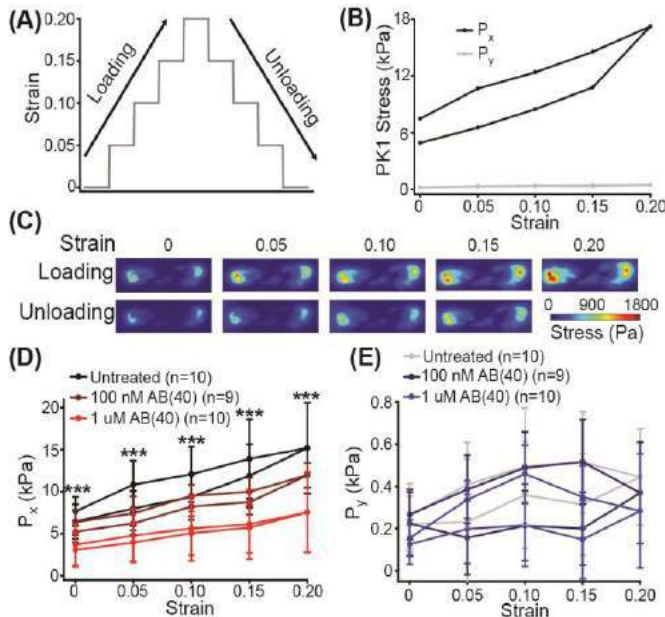 (A)
0.20
0.15
0.10
0.05
0
Strain
Loading
Unloading
(B)
18
12
6
0
PK1 Stress (kPa)
Px
Py
0 0.05 0.10 0.15 0.20
Strain
(C)
Strain 0 0.05 0.10 0.15 0.20
Loading
Unloading
0 900 1800
Stress (Pa)
(D)
Untreated (n=10)
100 nM AB(40) (n=9)
1 uM AB(40) (n=10)
20
15
10
5
0
Px (kPa)
*** *** *** *** ***
0 0.05 0.10 0.15 0.20
Strain
(E)
Untreated (n=10)
100 nM AB(40) (n=9)
1 uM AB(40) (n=10)
0.8
0.6
0.4
0.2
0
Py (kPa)
0 0.05 0.10 0.15 0.20
Strain